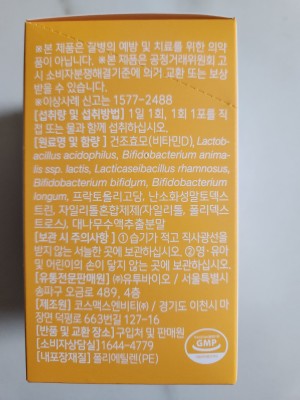 ※본 제품은 질병의 예방 및 치료를 위한 의약
품이 아닙니다. ※본 제품은 공정거래위원회 고
시 소비자분쟁해결기준에 의거 교환 또는 보상
받을 수 있습니다.
※이상사례 신고는 1577-2488
[섭취량 및 섭취방법] 1일 1회, 1회 1포를 직
접 또는 물과 함께 섭취하십시오.
[원료명 및 함량] 건조효모(비타민D), Lactob-
acillus acidophilus, Bifidobacterium anima-
lis ssp. lactis, Lacticaseibacillus rhamnosus,
Bifidobacterium bifidum, Bifidobacterium
longum, 프락토올리고당, 난소화성말토덱스
트린, 자일리톨혼합제제(자일리톨, 폴리덱스
트로스), 대나무수액추출분말
[보관 시 주의사항] ①습기가 적고 직사광선을
받지 않는 서늘한 곳에 보관하십시오. ②영·유아
및 어린이의 손이 닿지 않는 곳에 보관하십시오.
[유통전문판매원] ㈜유투바이오 / 서울특별시
송파구 오금로 489, 4층
[제조원] 코스맥스엔비티㈜ / 경기도 이천시 마
장면 덕평로 663번길 127-16
[반품 및 교환 장소] 구입처 및 판매원
[소비자상담실] 1644-4779
[내포장재질] 폴리에틸렌(PE)
GMP